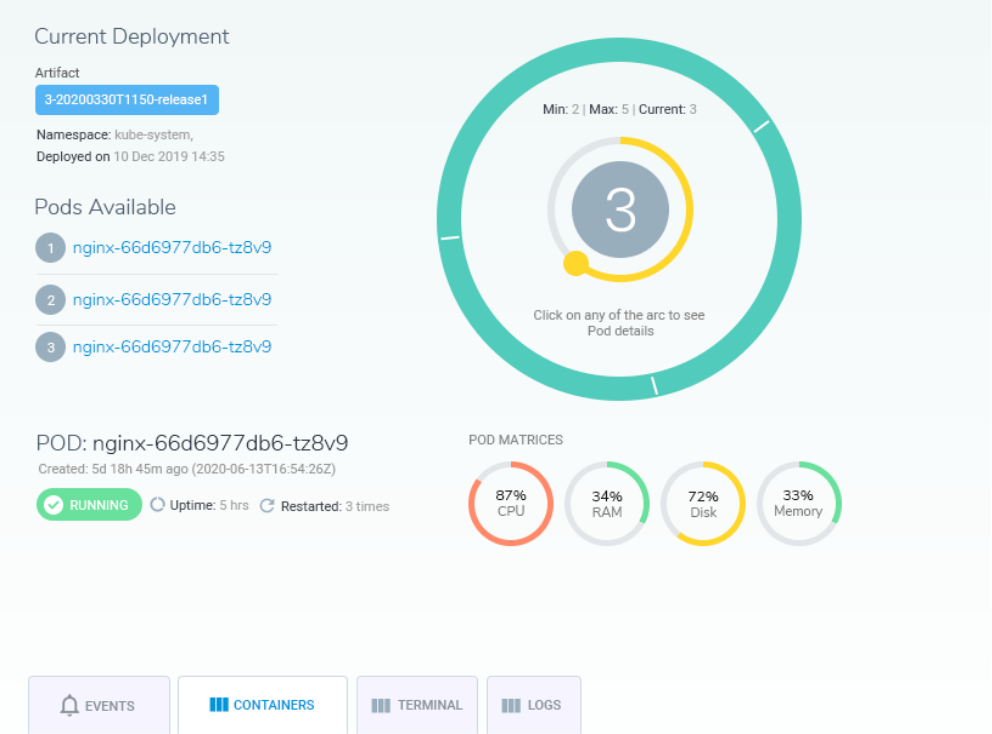 Current Deployment
Artifact
3-20200330T1150-release1
Namespace: kube-system,
Deployed on 10 Dec 2019 14:35
Pods Available
1 nginx-66d6977db6-tz8v9
2 nginx-66d6977db6-tz8v9
3 nginx-66d6977db6-tz8v9
Min: 2 | Max: 5 | Current: 3
3
Click on any of the arc to see
Pod details
POD: nginx-66d6977db6-tz8v9
Created: 5d 18h 45m ago (2020-06-13T16:54:26Z)
RUNNING Uptime: 5 hrs Restarted: 3 times
POD MATRICES
87%
CPU
34%
RAM
72%
Disk
33%
Memory
EVENTS CONTAINERS TERMINAL LOGS